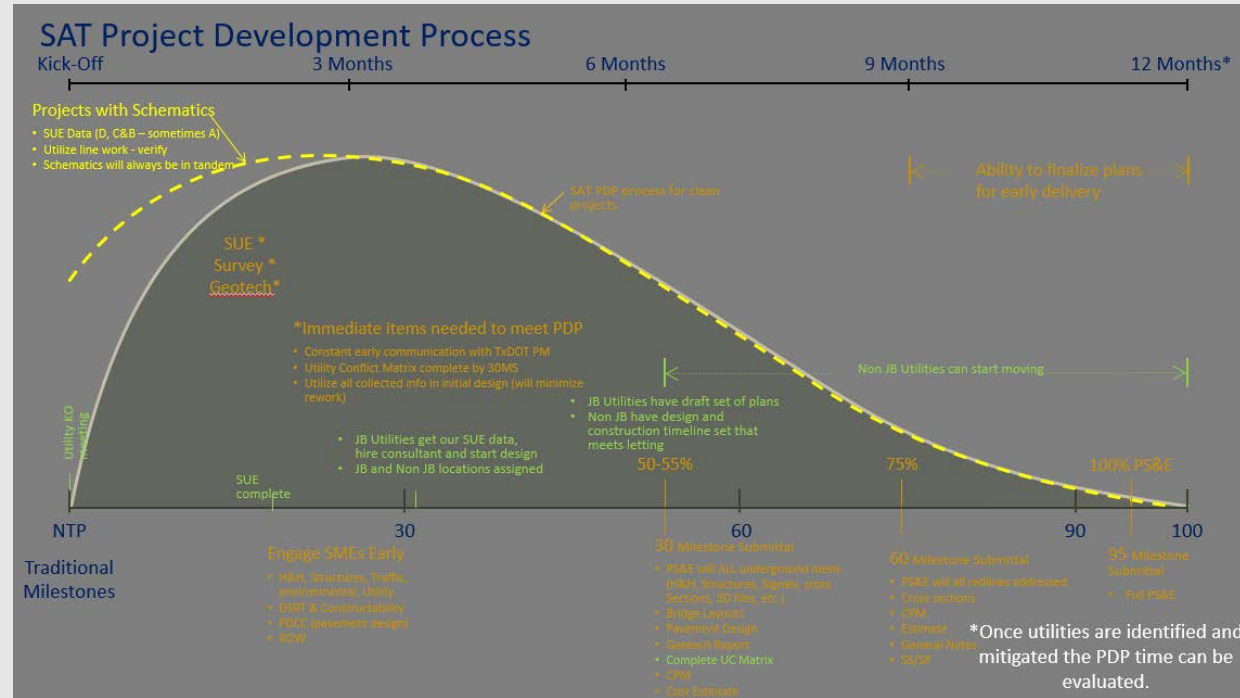 SAT Project Development Process
Kick-Off
3 Months
6 Months
9 Months
12 Months*
Projects with Schematics
• SUE Data (D, C&B – sometimes A)
• Utilize line work - verify
• Schematics will always be in tandem
SAT PDP process for clean
projects
Ability to finalize plans
for early delivery
SUE *
Survey *
Geotech*
*Immediate items needed to meet PDP
• Constant early communication with TxDOT PM
• Utility Conflict Matrix complete by 30MS
• Utilize all collected info in initial design (will minimize
rework)
Non JB Utilities can start moving
• JB Utilities have draft set of plans
• Non JB have design and
construction timeline set that
meets letting
Utility KO
meeting
• JB Utilities get our SUE data,
hire consultant and start design
• JB and Non JB locations assigned
SUE
complete
50-55%
75%
100% PS&E
NTP
30
60
90
100
Traditional
Milestones
Engage SMEs Early
• H&H, Structures, Traffic,
environmental, Utility
• DSRT & Constructability
• PDCC (pavement design)
• ROW
30 Milestone Submittal
• PS&E will ALL underground items
(H&H, Structures, Signals, cross
Sections, 3D files, etc.)
• Bridge Layouts
• Pavement Design
• Geotech Report
• Complete UC Matrix
• CPM
• Cost Estimate
60 Milestone Submittal
• PS&E will all redlines addressed
• Cross sections
• CPM
• Estimate
• General Notes
• SS/SP
95 Milestone
Submittal
• Full PS&E
*Once utilities are identified and
mitigated the PDP time can be
evaluated.